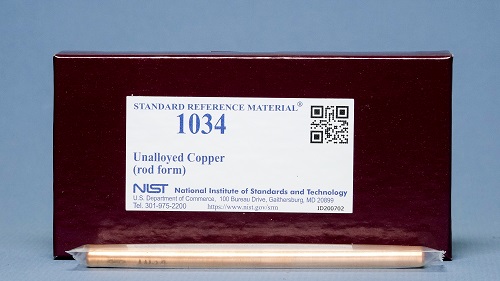 STANDARD REFERENCE MATERIAL®
1034
Unalloyed Copper
(rod form)
NIST National Institute of Standards and Technology
U.S. Department of Commerce, 100 Bureau Drive, Gaithersburg, MD 20899
Tel. 301-975-2200 https://www.nist.gov/srm ID200702